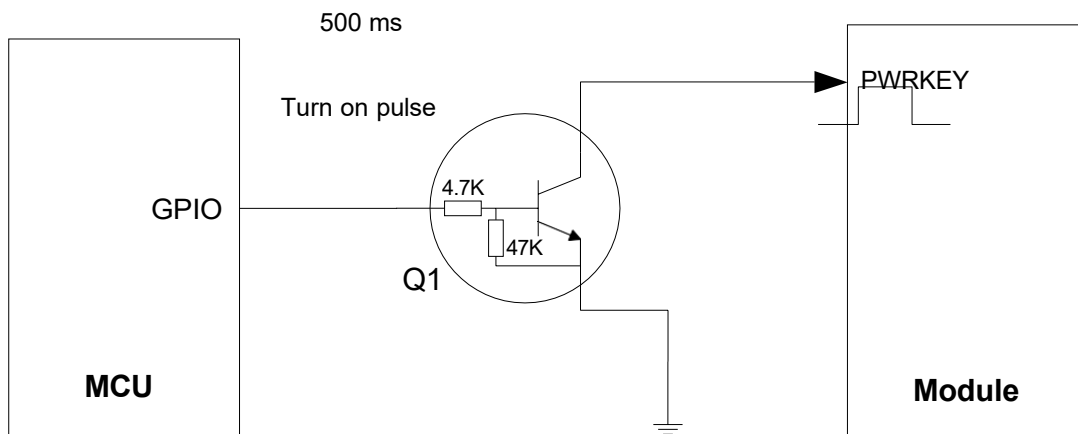 500 ms
Turn on pulse
PWRKEY
4.7K
GPIO
47K
Q1
MCU
Module